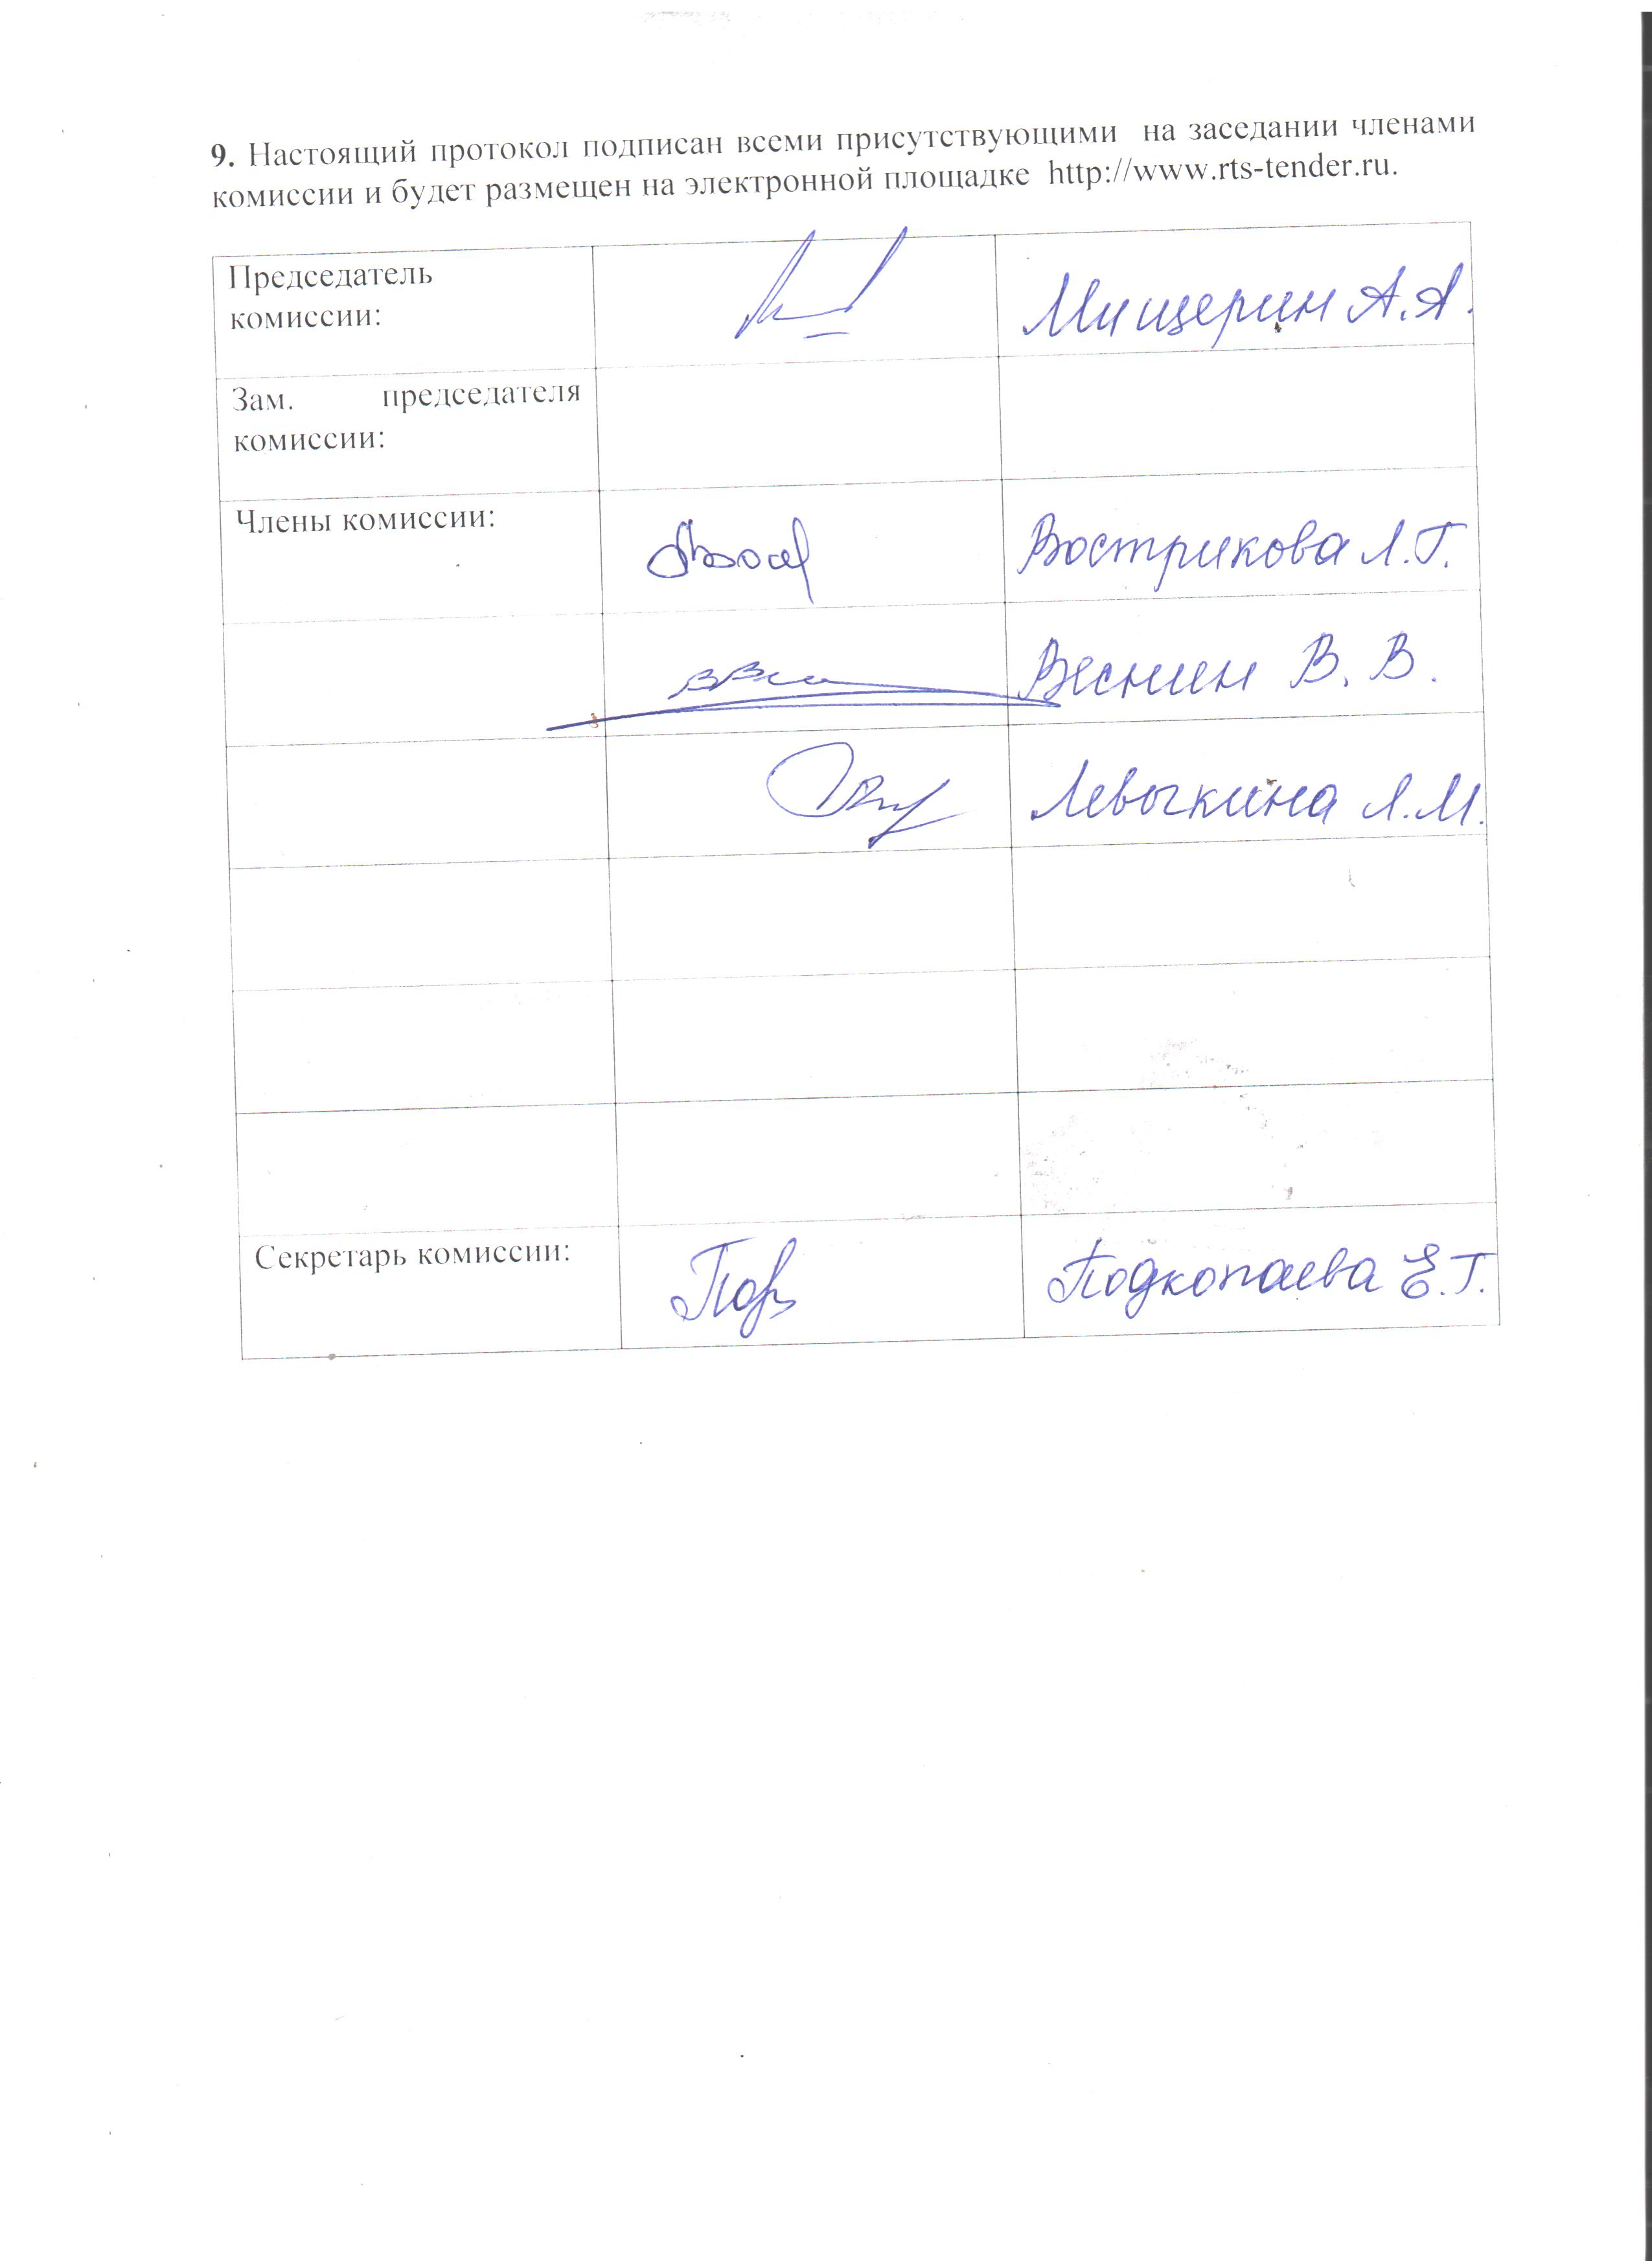 9. Настоящий протокол подписан всеми присутствующими на заседании членами
комиссии и будет размещен на электронной площадке http://www.rts-tender.ru.
Председатель
комиссии:
Мищерин А.А.
Зам. председателя
комиссии:
Члены комиссии:
Вострикова Л.Г.
Веснин В. В.
Левыкина Л.М.
Секретарь комиссии:
Подкопаева Е.Г.